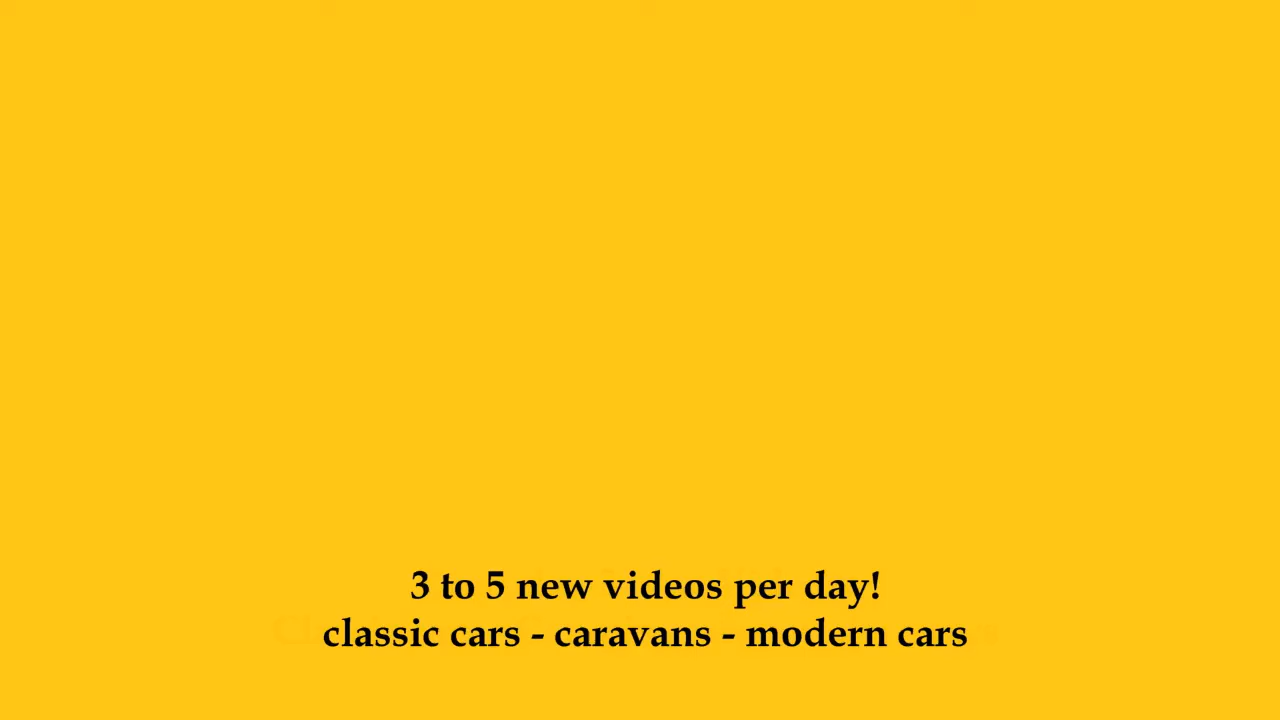 3 to 5 new videos per day!
classic cars - caravans - modern cars